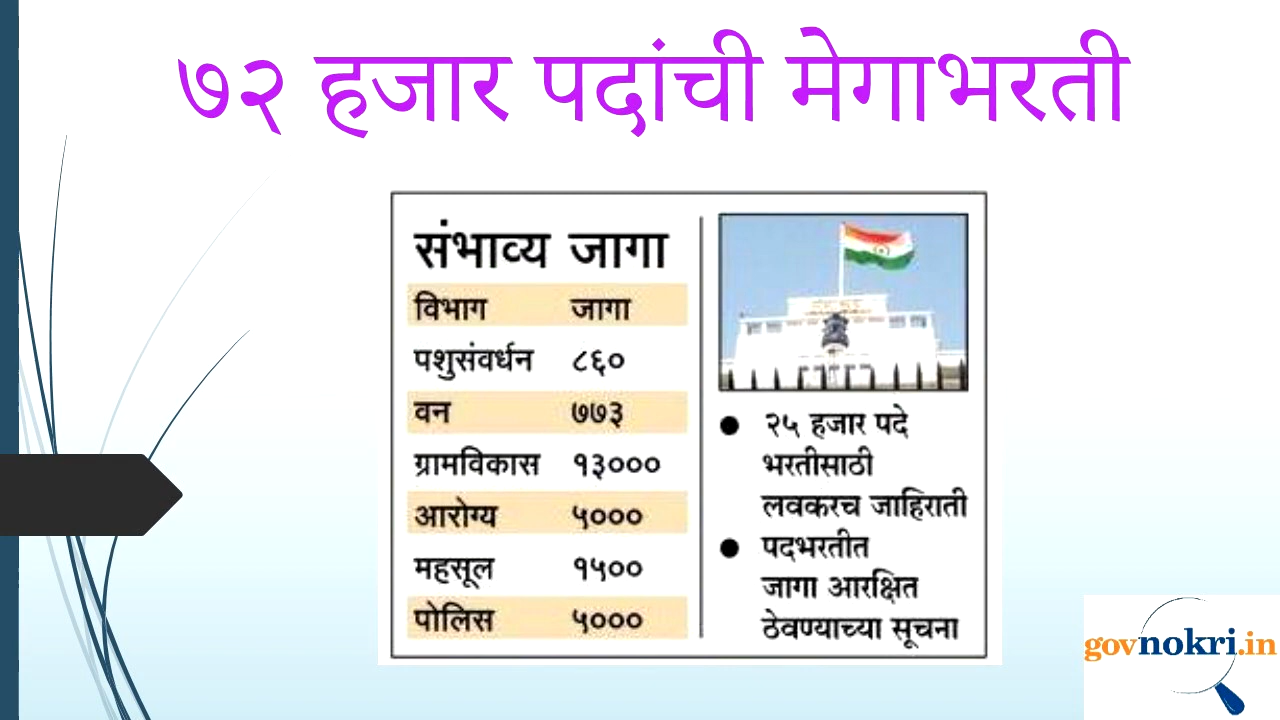 ७२ हजार पदांची मेगाभरती
संभाव्य जागा
विभाग जागा
पशुसंवर्धन ८६०
वन ७७३
ग्रामविकास १३०००
आरोग्य ५०००
महसूल १५००
पोलिस ५०००
● २५ हजार पदे
भरतीसाठी
लवकरच जाहिराती
● पदभरतीत
जागा आरक्षित
ठेवण्याच्या सूचना
govnokri.in